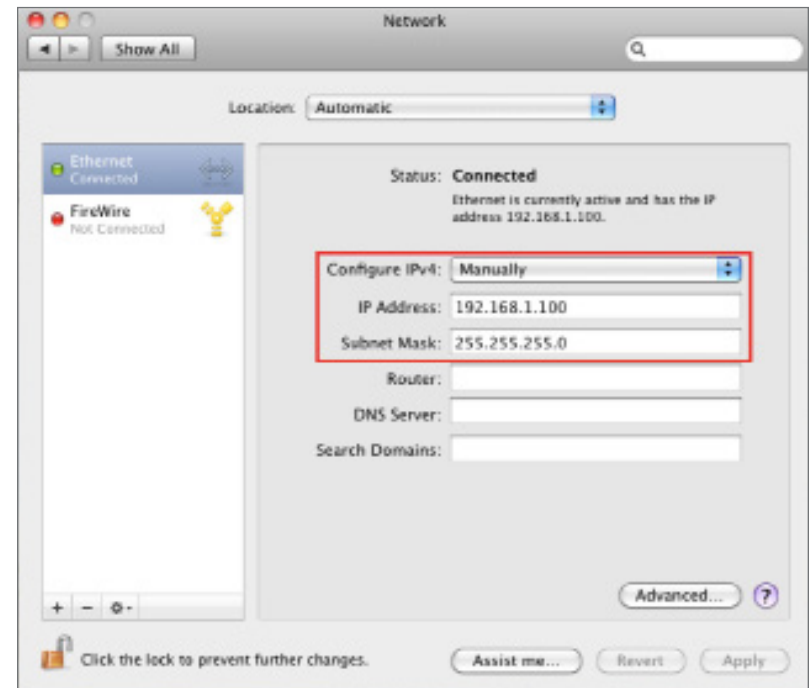 Network
Show All
Location: Automatic
Ethernet
Connected
FireWire
Not Connected
Status: Connected
Ethernet is currently active and has the IP
address 192.168.1.100.
Configure IPv4: Manually
IP Address: 192.168.1.100
Subnet Mask: 255.255.255.0
Router:
DNS Server:
Search Domains:
Advanced... ?
+ −
Click the lock to prevent further changes.
Assist me... Revert Apply